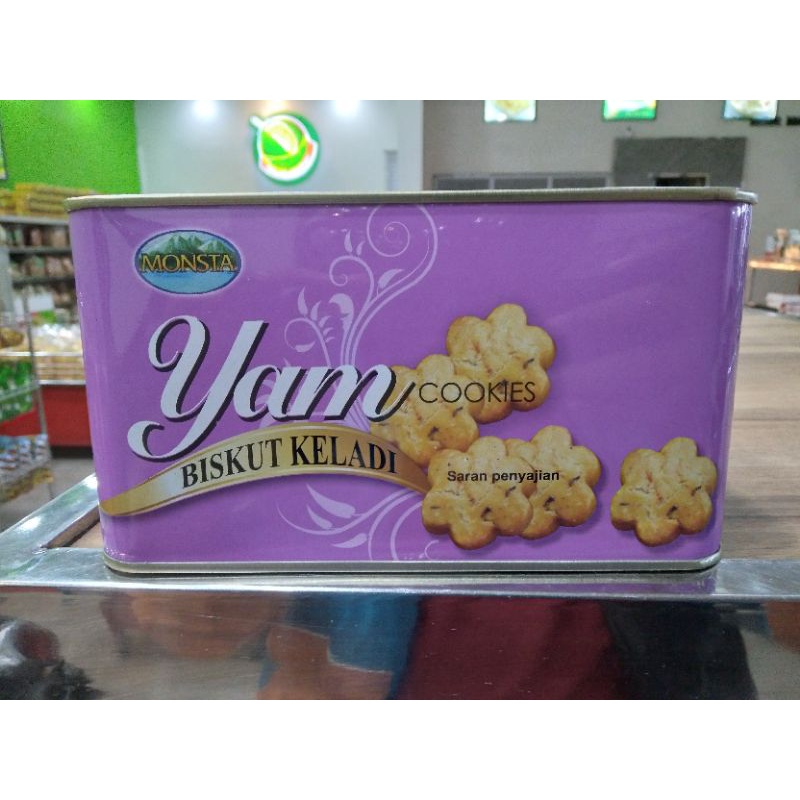 MONSTA
Yam COOKIES
BISKUT KELADI
Saran penyajian